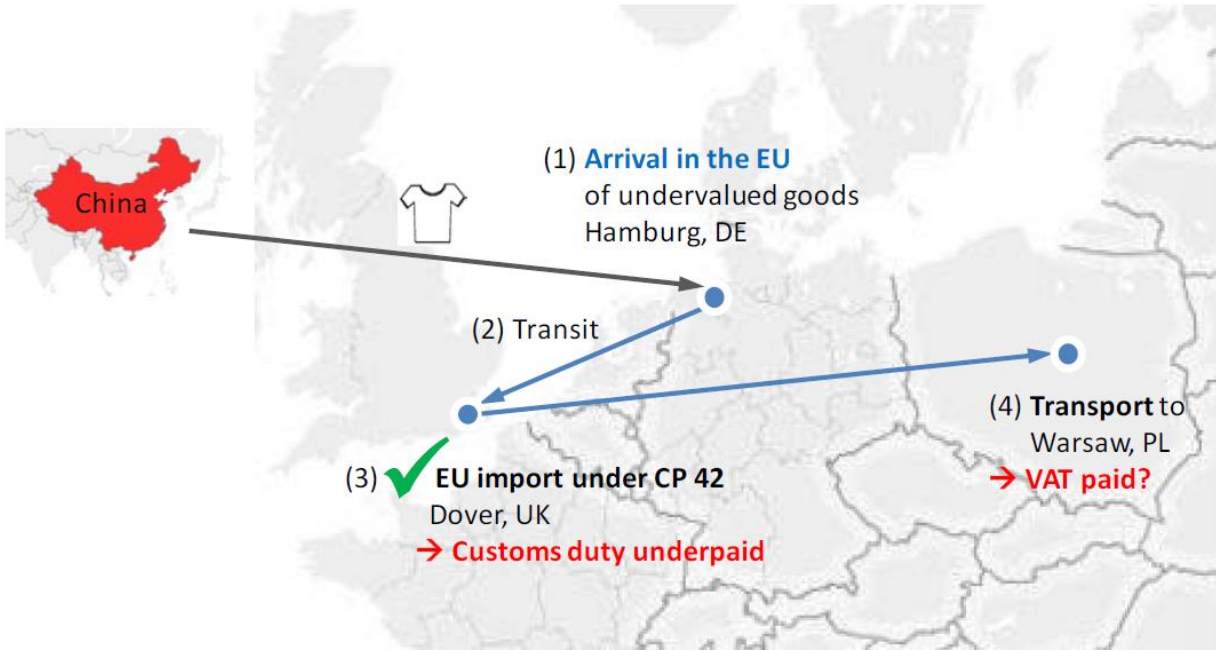 China
(1) Arrival in the EU
of undervalued goods
Hamburg, DE
(2) Transit
(3) EU import under CP 42
Dover, UK
→ Customs duty underpaid
(4) Transport to
Warsaw, PL
→ VAT paid?